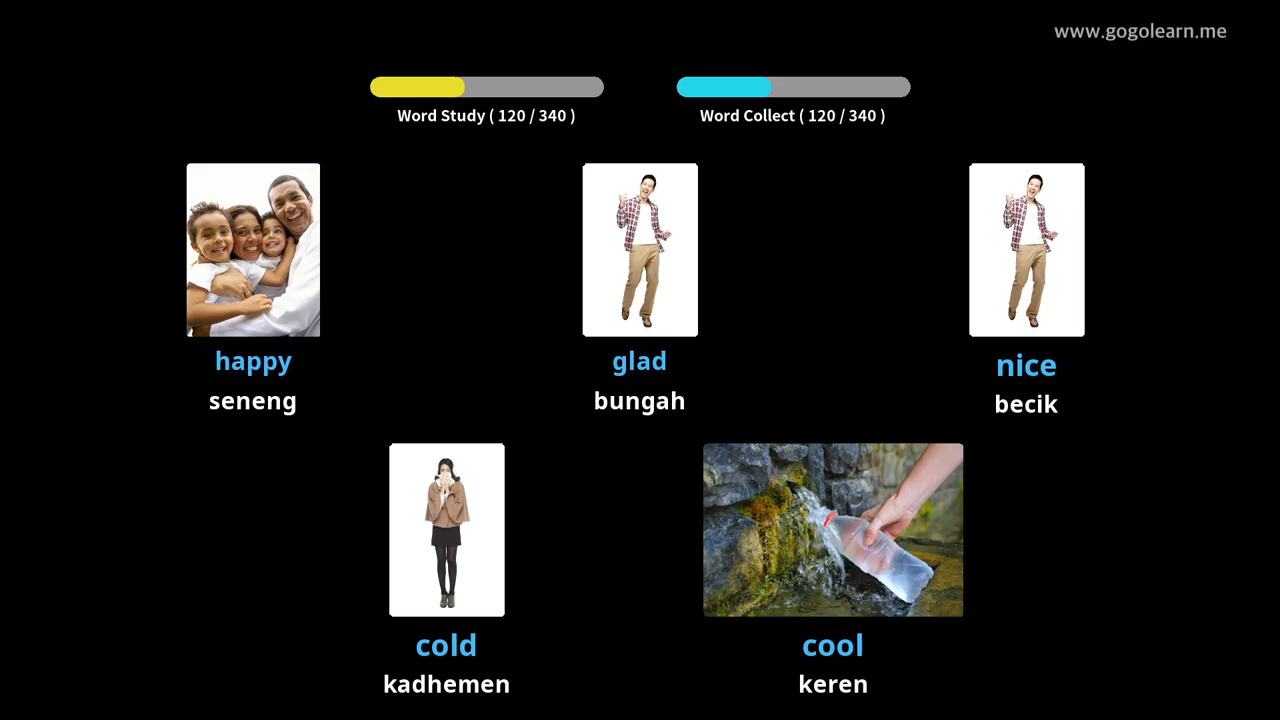 www.gogolearn.me
Word Study ( 120 / 340 )
Word Collect ( 120 / 340 )
happy
seneng
glad
bungah
nice
becik
cold
kadhemen
cool
keren